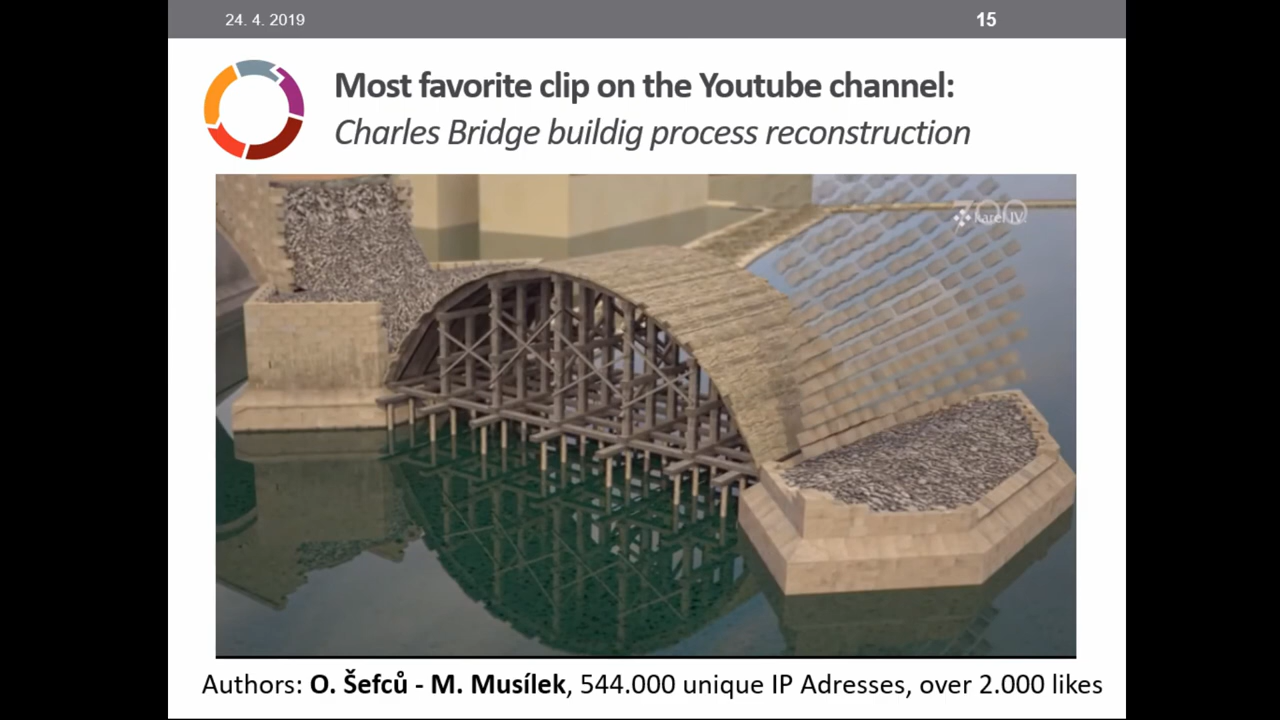 24. 4. 2019
15
Most favorite clip on the Youtube channel:
Charles Bridge buildig process reconstruction
700
karel IV.
Authors: O. Šefců - M. Musílek, 544.000 unique IP Adresses, over 2.000 likes